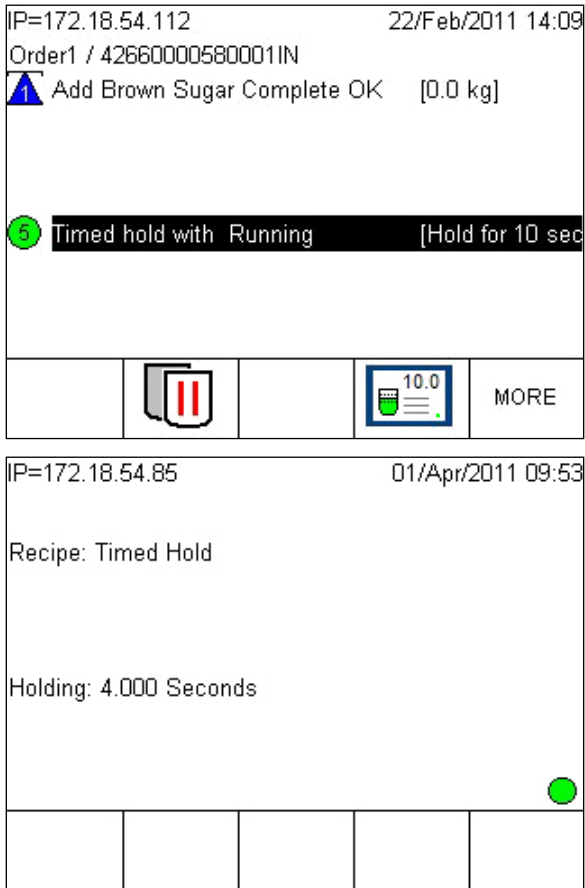 IP=172.18.54.112 22/Feb/2011 14:09
Order1 / 42660000580001IN
1 Add Brown Sugar Complete OK [0.0 kg]
5 Timed hold with Running [Hold for 10 sec
10.0 MORE
IP=172.18.54.85 01/Apr/2011 09:53
Recipe: Timed Hold
Holding: 4.000 Seconds